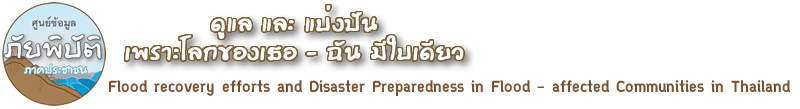 ศูนย์ข้อมูล
ภัยพิบัติ
ภาคประชาชน
ดูแล และ แบ่งปัน
เพราะโลกของเธอ - ฉัน มีใบเดียว
Flood recovery efforts and Disaster Preparedness in Flood - affected Communities in Thailand